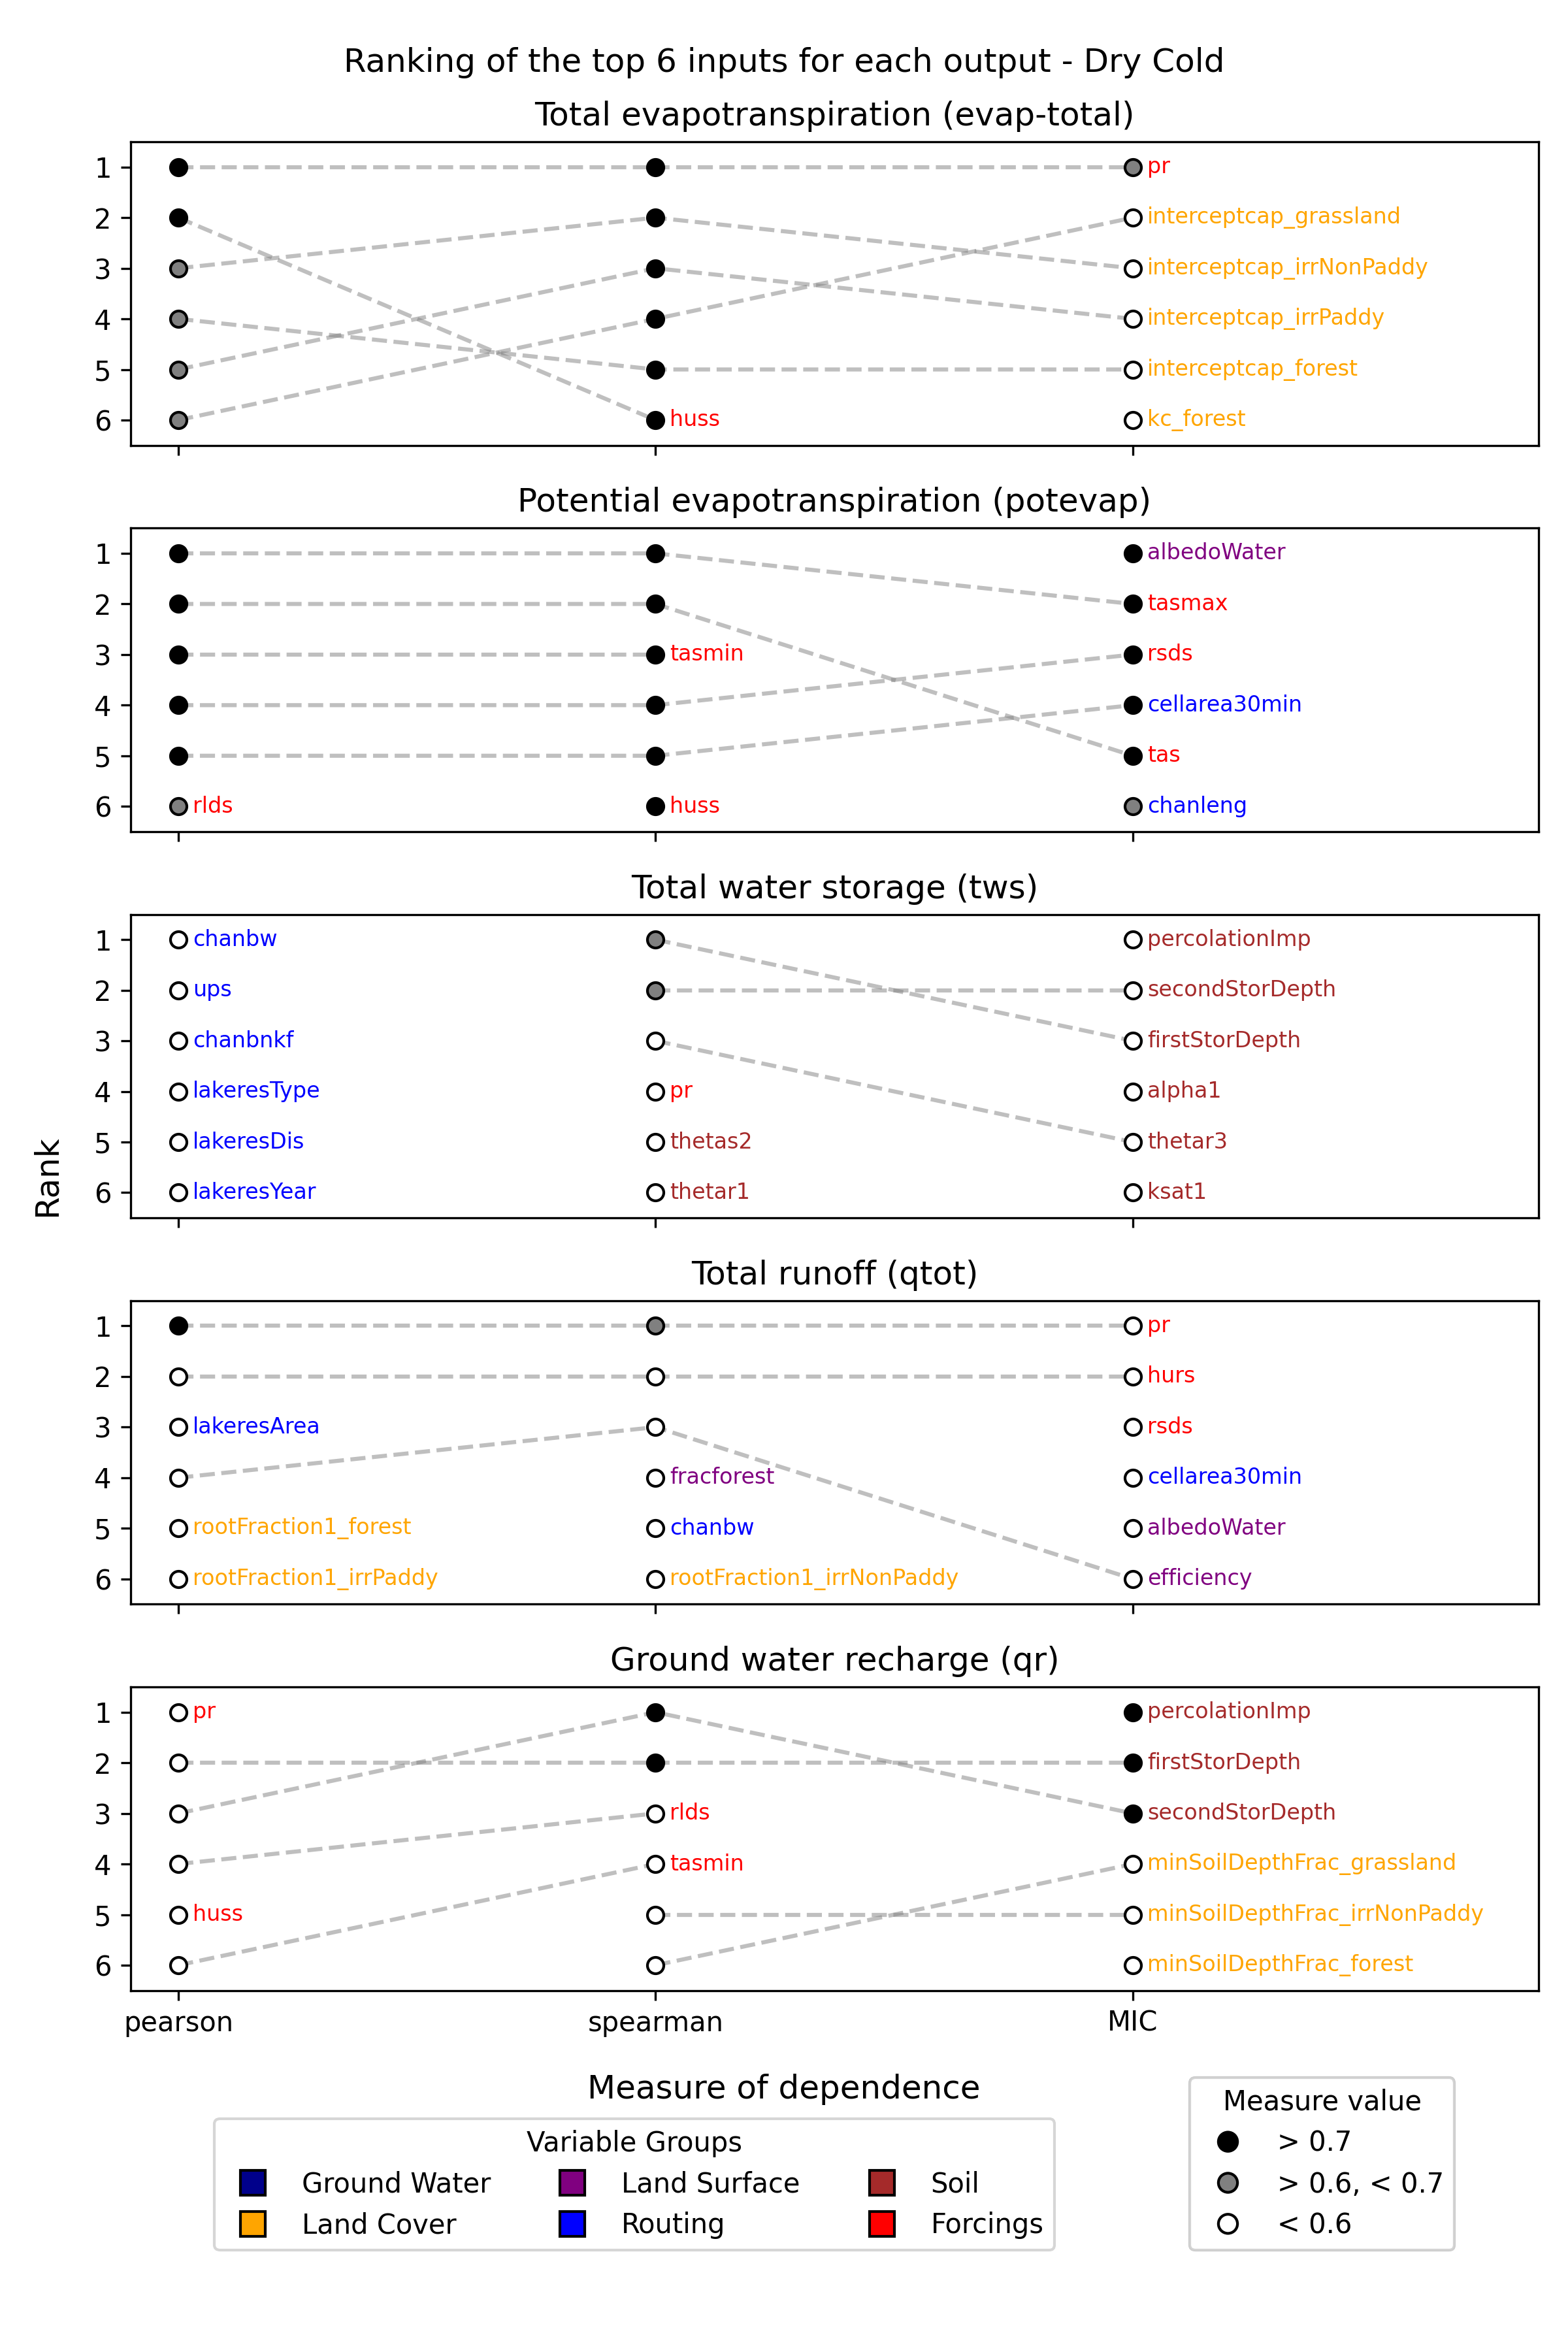 Ranking of the top 6 inputs for each output - Dry Cold
Total evapotranspiration (evap-total)
1 pr
2 interceptcap_grassland
3 interceptcap_irrNonPaddy
4 interceptcap_irrPaddy
5 interceptcap_forest
6 huss kc_forest
Potential evapotranspiration (potevap)
1 albedoWater
2 tasmax
3 tasmin rsds
4 cellarea30min
5 tas
6 rlds huss chanleng
Total water storage (tws)
1 chanbw percolationImp
2 ups secondStorDepth
3 chanbnkf firstStorDepth
4 lakeresType pr alpha1
5 lakeresDis thetas2 thetar3
6 lakeresYear thetar1 ksat1
Rank
Total runoff (qtot)
1 pr
2 hurs
3 lakeresArea rsds
4 fracforest cellarea30min
5 rootFraction1_forest chanbw albedoWater
6 rootFraction1_irrPaddy rootFraction1_irrNonPaddy efficiency
Ground water recharge (qr)
1 pr percolationImp
2 firstStorDepth
3 rlds secondStorDepth
4 tasmin minSoilDepthFrac_grassland
5 huss minSoilDepthFrac_irrNonPaddy
6 minSoilDepthFrac_forest
pearson spearman MIC
Measure of dependence
Variable Groups
Ground Water Land Surface Soil
Land Cover Routing Forcings
Measure value
> 0.7
> 0.6, < 0.7
< 0.6